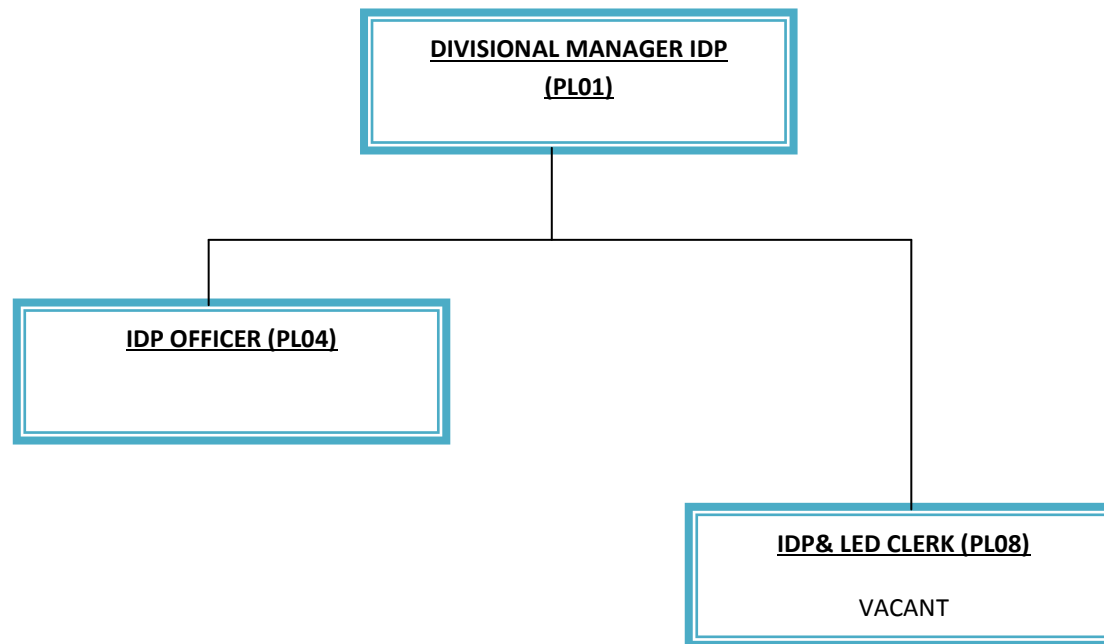 DIVISIONAL MANAGER IDP
(PL01)
IDP OFFICER (PL04)
IDP& LED CLERK (PL08)
VACANT